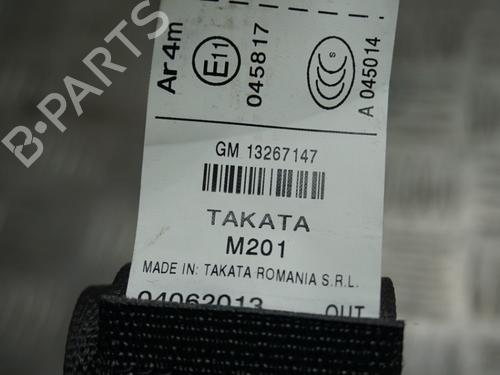 B-PARTS
Ar4m
E11
045817
S
A 045014
GM 13267147
TAKATA
M201
MADE IN: TAKATA ROMANIA S.R.L.
04062013 OUT